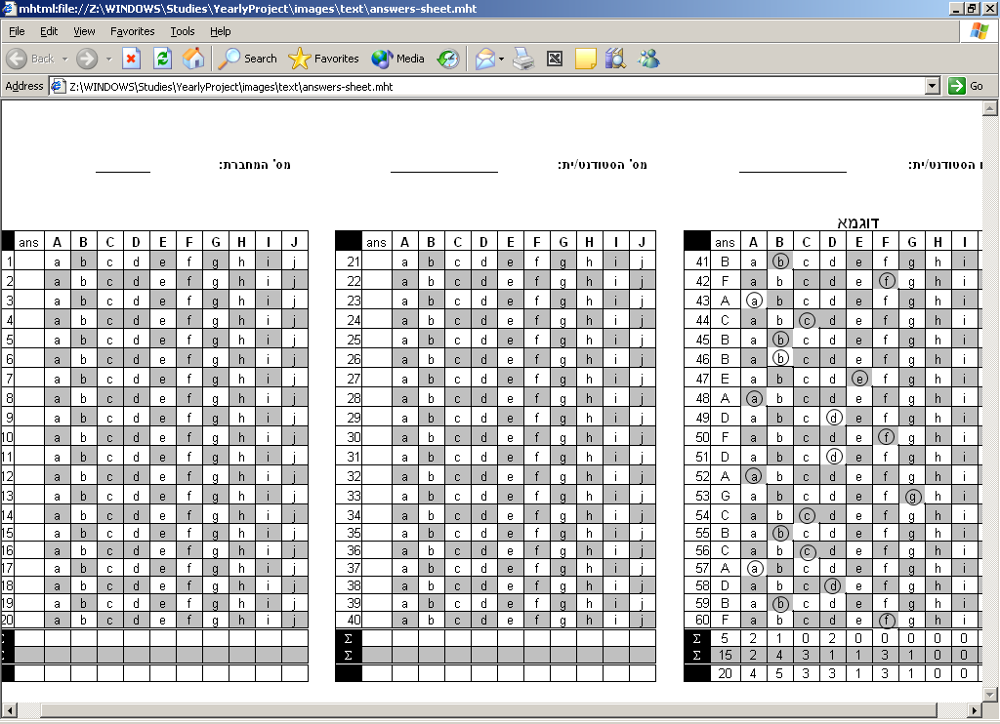 mhtml:file://Z:\WINDOWS\Studies\YearlyProject\images\text\answers-sheet.mht
File Edit View Favorites Tools Help
Back Search Favorites Media
Address Z:\WINDOWS\Studies\YearlyProject\images\text\answers-sheet.mht Go
מס' המחברת: מס' הסטודנט/ית: הסטודנט/ית:
דוגמא
ans A B C D E F G H I J ans A B C D E F G H I J ans A B C D E F G H I
1 a b c d e f g h i j 21 a b c d e f g h i j 41 B a b c d e f g h i
2 a b c d e f g h i j 22 a b c d e f g h i j 42 F a b c d e f g h i
3 a b c d e f g h i j 23 a b c d e f g h i j 43 A a b c d e f g h i
4 a b c d e f g h i j 24 a b c d e f g h i j 44 C a b c d e f g h i
5 a b c d e f g h i j 25 a b c d e f g h i j 45 B a b c d e f g h i
6 a b c d e f g h i j 26 a b c d e f g h i j 46 B a b c d e f g h i
7 a b c d e f g h i j 27 a b c d e f g h i j 47 E a b c d e f g h i
8 a b c d e f g h i j 28 a b c d e f g h i j 48 A a b c d e f g h i
9 a b c d e f g h i j 29 a b c d e f g h i j 49 D a b c d e f g h i
10 a b c d e f g h i j 30 a b c d e f g h i j 50 F a b c d e f g h i
11 a b c d e f g h i j 31 a b c d e f g h i j 51 D a b c d e f g h i
12 a b c d e f g h i j 32 a b c d e f g h i j 52 A a b c d e f g h i
13 a b c d e f g h i j 33 a b c d e f g h i j 53 G a b c d e f g h i
14 a b c d e f g h i j 34 a b c d e f g h i j 54 C a b c d e f g h i
15 a b c d e f g h i j 35 a b c d e f g h i j 55 B a b c d e f g h i
16 a b c d e f g h i j 36 a b c d e f g h i j 56 C a b c d e f g h i
17 a b c d e f g h i j 37 a b c d e f g h i j 57 A a b c d e f g h i
18 a b c d e f g h i j 38 a b c d e f g h i j 58 D a b c d e f g h i
19 a b c d e f g h i j 39 a b c d e f g h i j 59 B a b c d e f g h i
20 a b c d e f g h i j 40 a b c d e f g h i j 60 F a b c d e f g h i
Σ Σ Σ 5 2 1 0 2 0 0 0 0 0
Σ Σ Σ 15 2 4 3 1 1 3 1 0 0
20 4 5 3 3 1 3 1 0 0